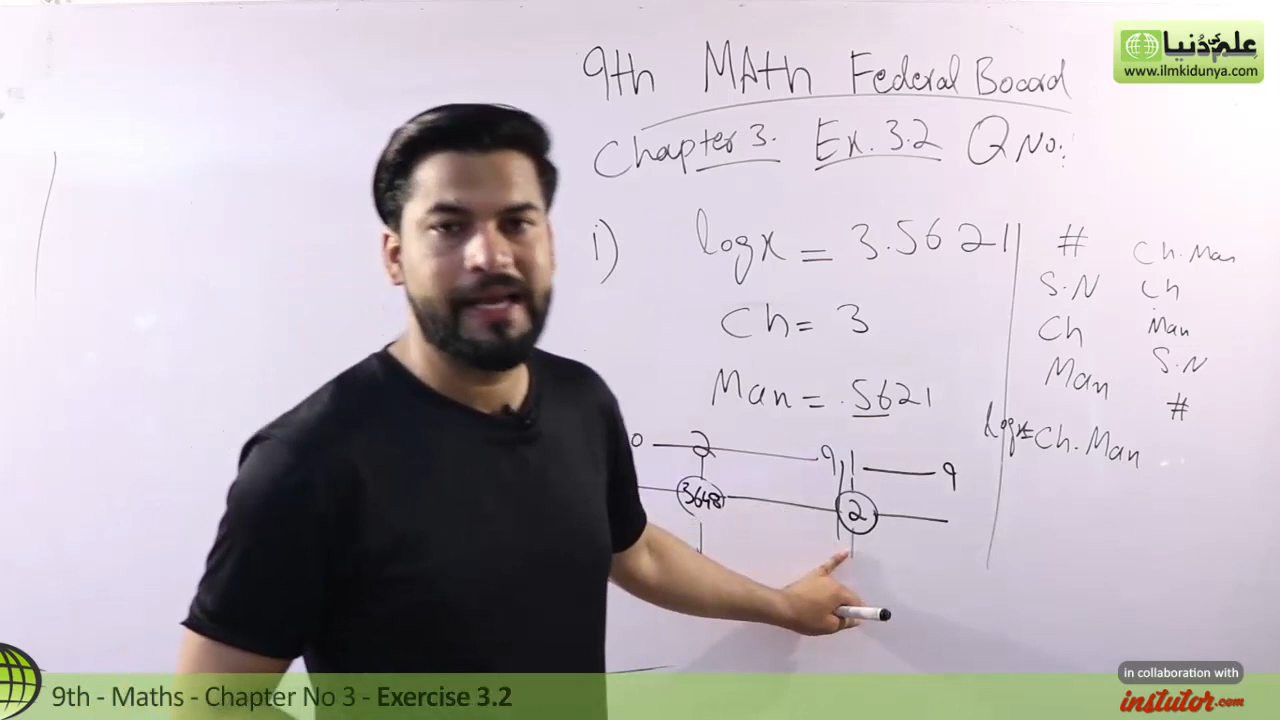 علم کی دنیا
www.ilmkidunya.com
9th MAth Federal Board
Chapter 3. Ex. 3.2 Q No:
i) log x = 3.5621
Ch = 3
Man = .5621
0 2 9 1 9
3648 2
# Ch. Man
S.N Ch
Ch Man
Man S.N
#
log x = Ch. Man
9th - Maths - Chapter No 3 - Exercise 3.2
in collaboration with
instutor.com